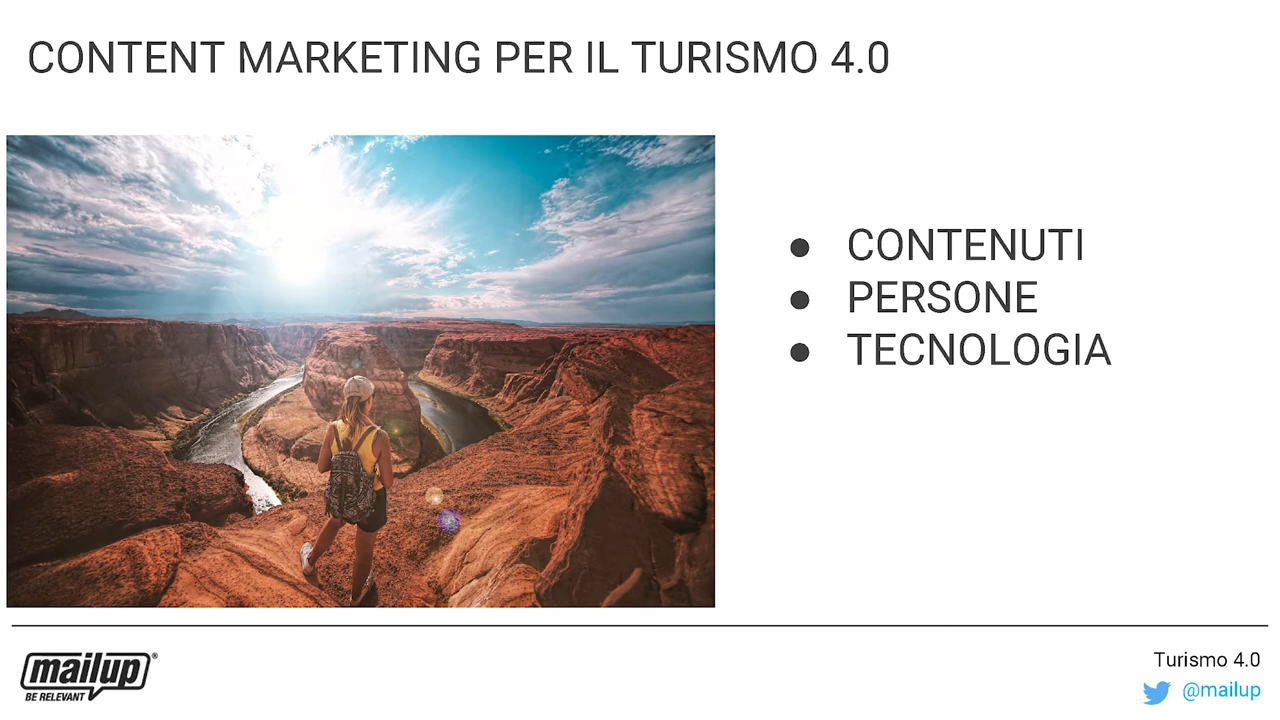 CONTENT MARKETING PER IL TURISMO 4.0
● CONTENUTI
● PERSONE
● TECNOLOGIA
mailup®
BE RELEVANT
Turismo 4.0
@mailup